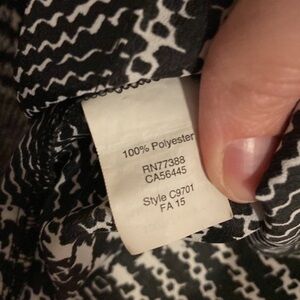 100% Polyester
RN77388
CA56445
Style C9701
FA 15